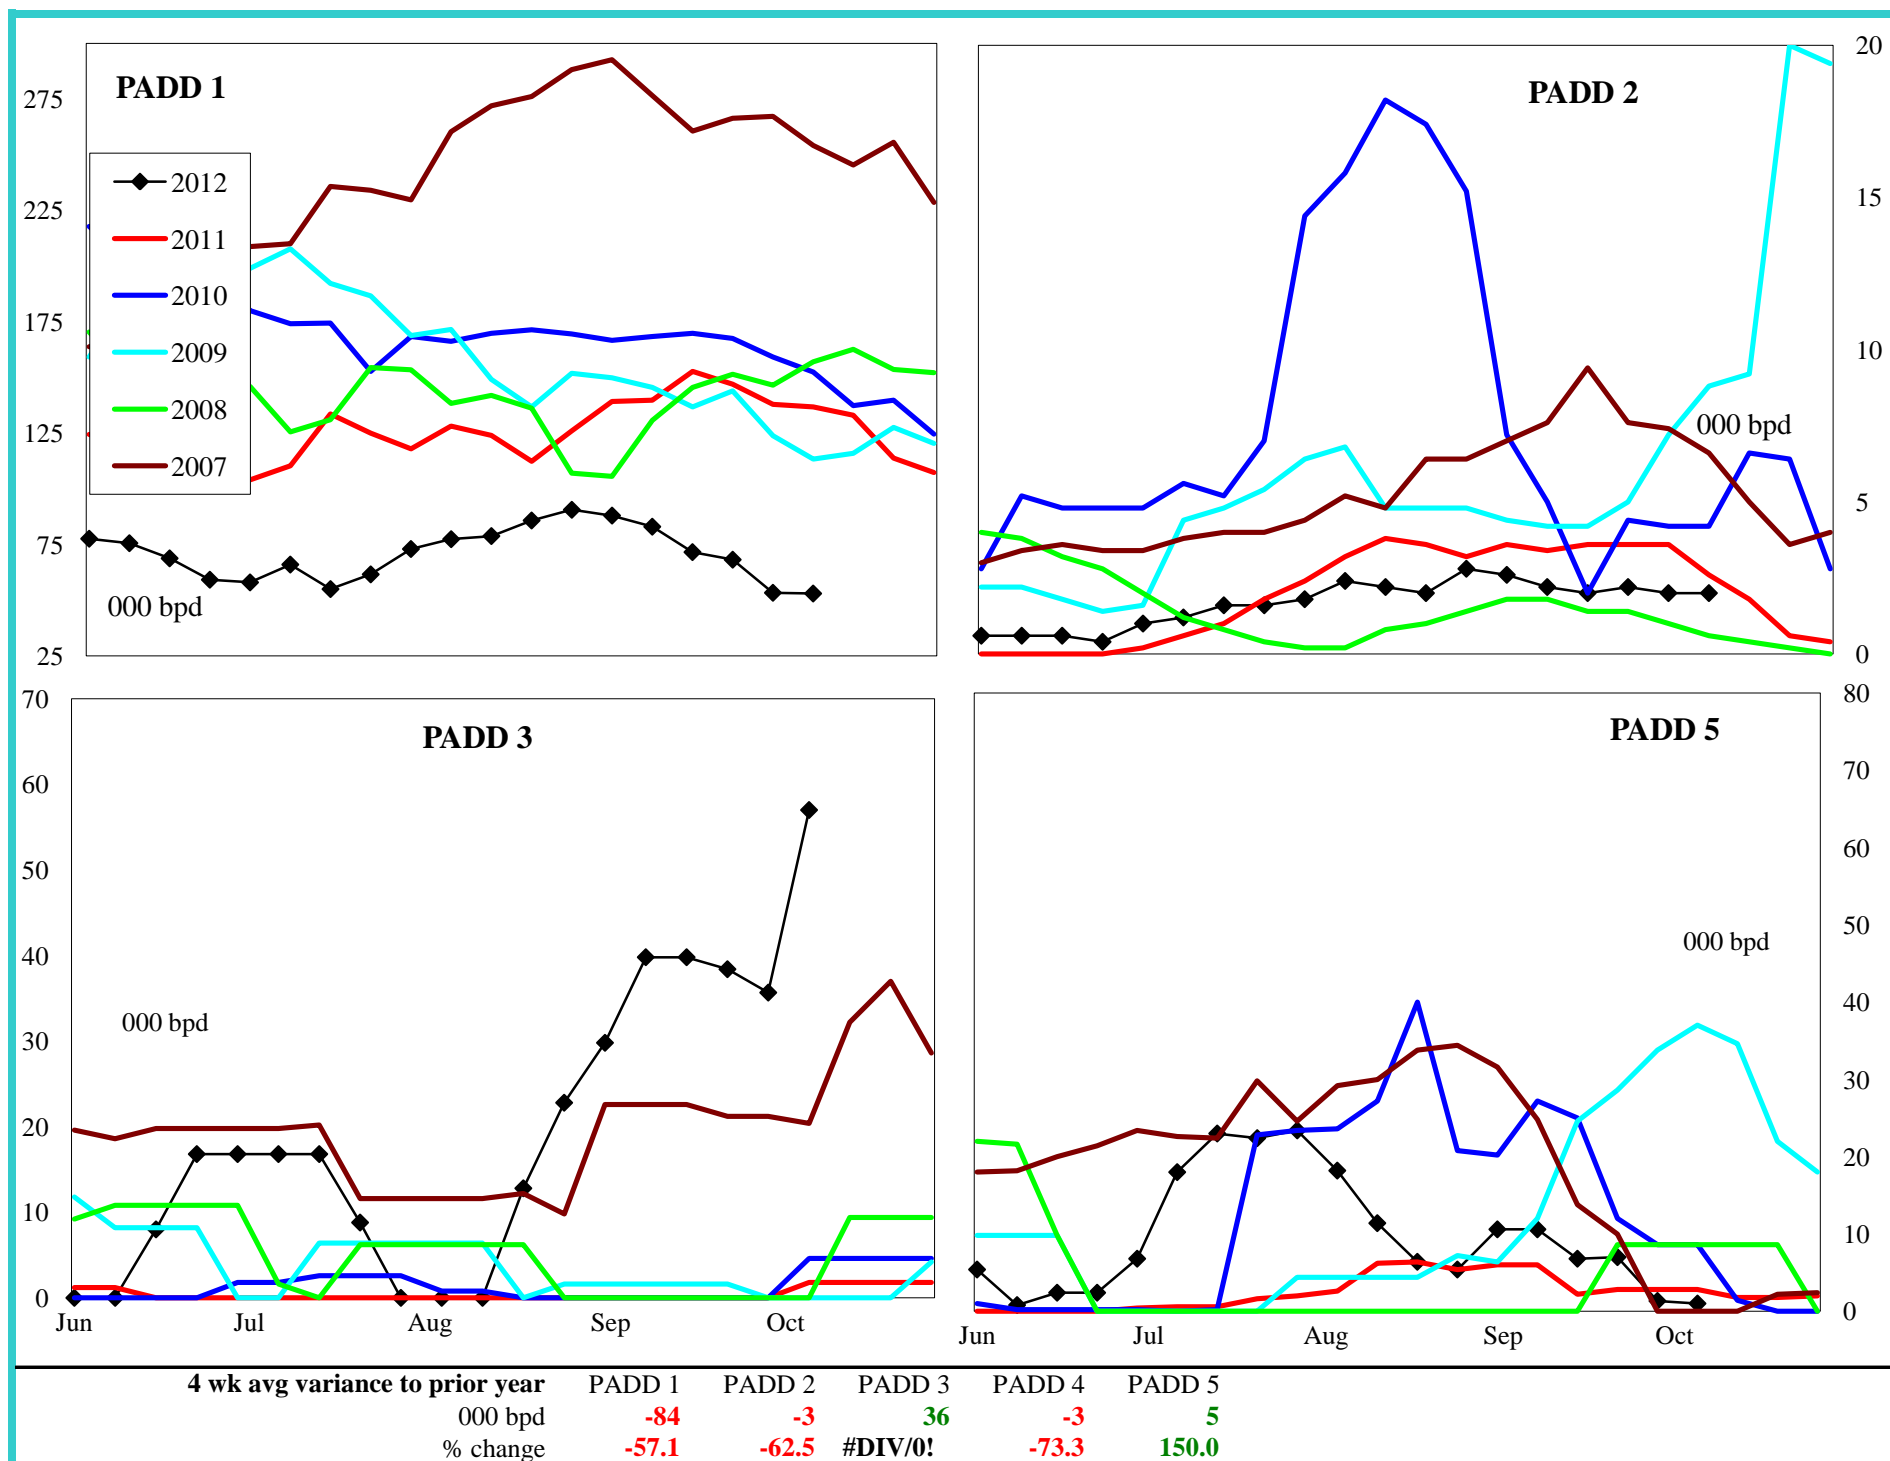 PADD 1
275
225
175
125
75
25
2012
2011
2010
2009
2008
2007
000 bpd
PADD 2
20
15
10
5
0
000 bpd
PADD 3
70
60
50
40
30
20
10
0
000 bpd
Jun Jul Aug Sep Oct
PADD 5
80
70
60
50
40
30
20
10
0
000 bpd
Jun Jul Aug Sep Oct
4 wk avg variance to prior year PADD 1 PADD 2 PADD 3 PADD 4 PADD 5
000 bpd -84 -3 36 -3 5
% change -57.1 -62.5 #DIV/0! -73.3 150.0